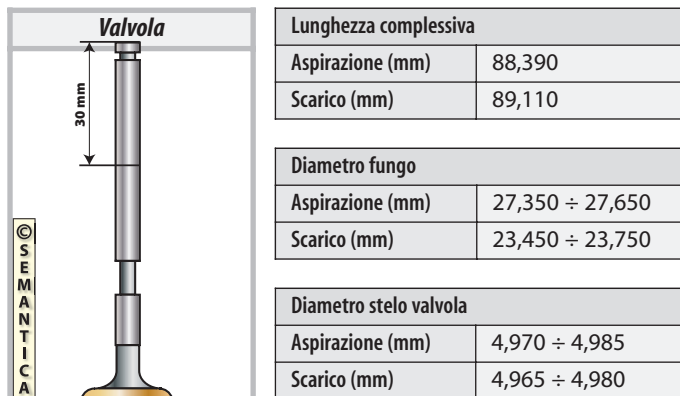 Valvola
30 mm
©SEMANTICA
Lunghezza complessiva
Aspirazione (mm) 88,390
Scarico (mm) 89,110
Diametro fungo
Aspirazione (mm) 27,350 ÷ 27,650
Scarico (mm) 23,450 ÷ 23,750
Diametro stelo valvola
Aspirazione (mm) 4,970 ÷ 4,985
Scarico (mm) 4,965 ÷ 4,980